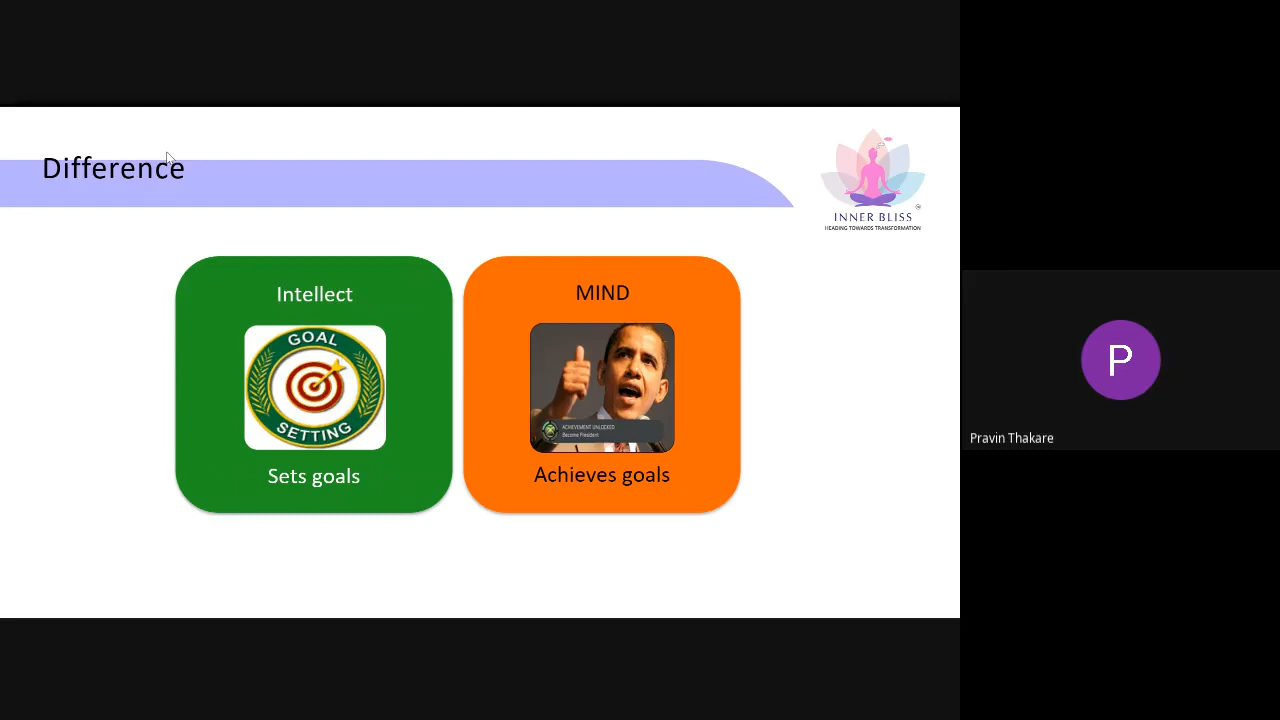 Difference
INNER BLISS
HEADING TOWARDS TRANSFORMATION
Intellect
GOAL
SETTING
Sets goals
MIND
ACHIEVEMENT UNLOCKED
Become President
Achieves goals
P
Pravin Thakare